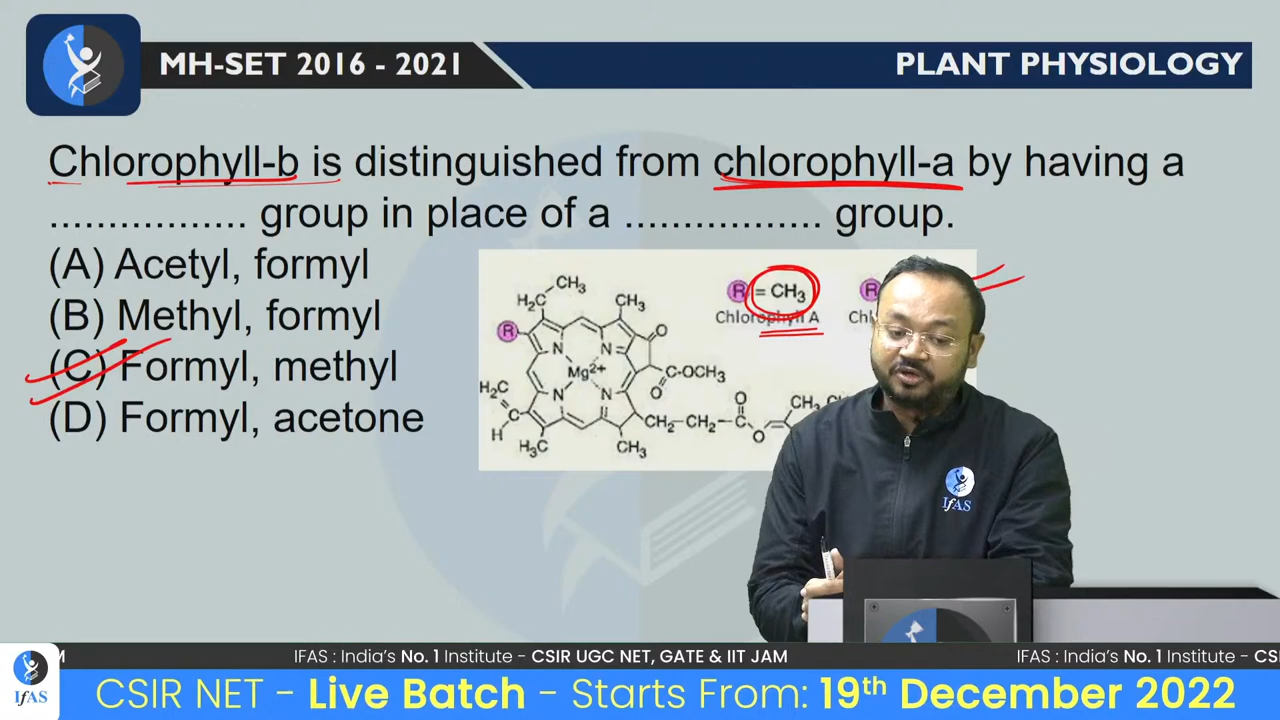 MH-SET 2016 - 2021
PLANT PHYSIOLOGY
Chlorophyll-b is distinguished from chlorophyll-a by having a
................. group in place of a ................. group.
(A) Acetyl, formyl
(B) Methyl, formyl
(C) Formyl, methyl
(D) Formyl, acetone
CH₃
H₂C
CH₃
R = CH₃
R
Chlorophyll A
Chl
R
O
N
N
Mg²⁺
N
N
H₂C
C
H
H₃C
CH₃
C-OCH₃
O
CH₂-CH₂-C
O
O
CH₃
IfAS
M
IFAS : India's No. 1 Institute - CSIR UGC NET, GATE & IIT JAM
IFAS : India's No. 1 Institute - CS
IfAS
CSIR NET - Live Batch - Starts From: 19th December 2022